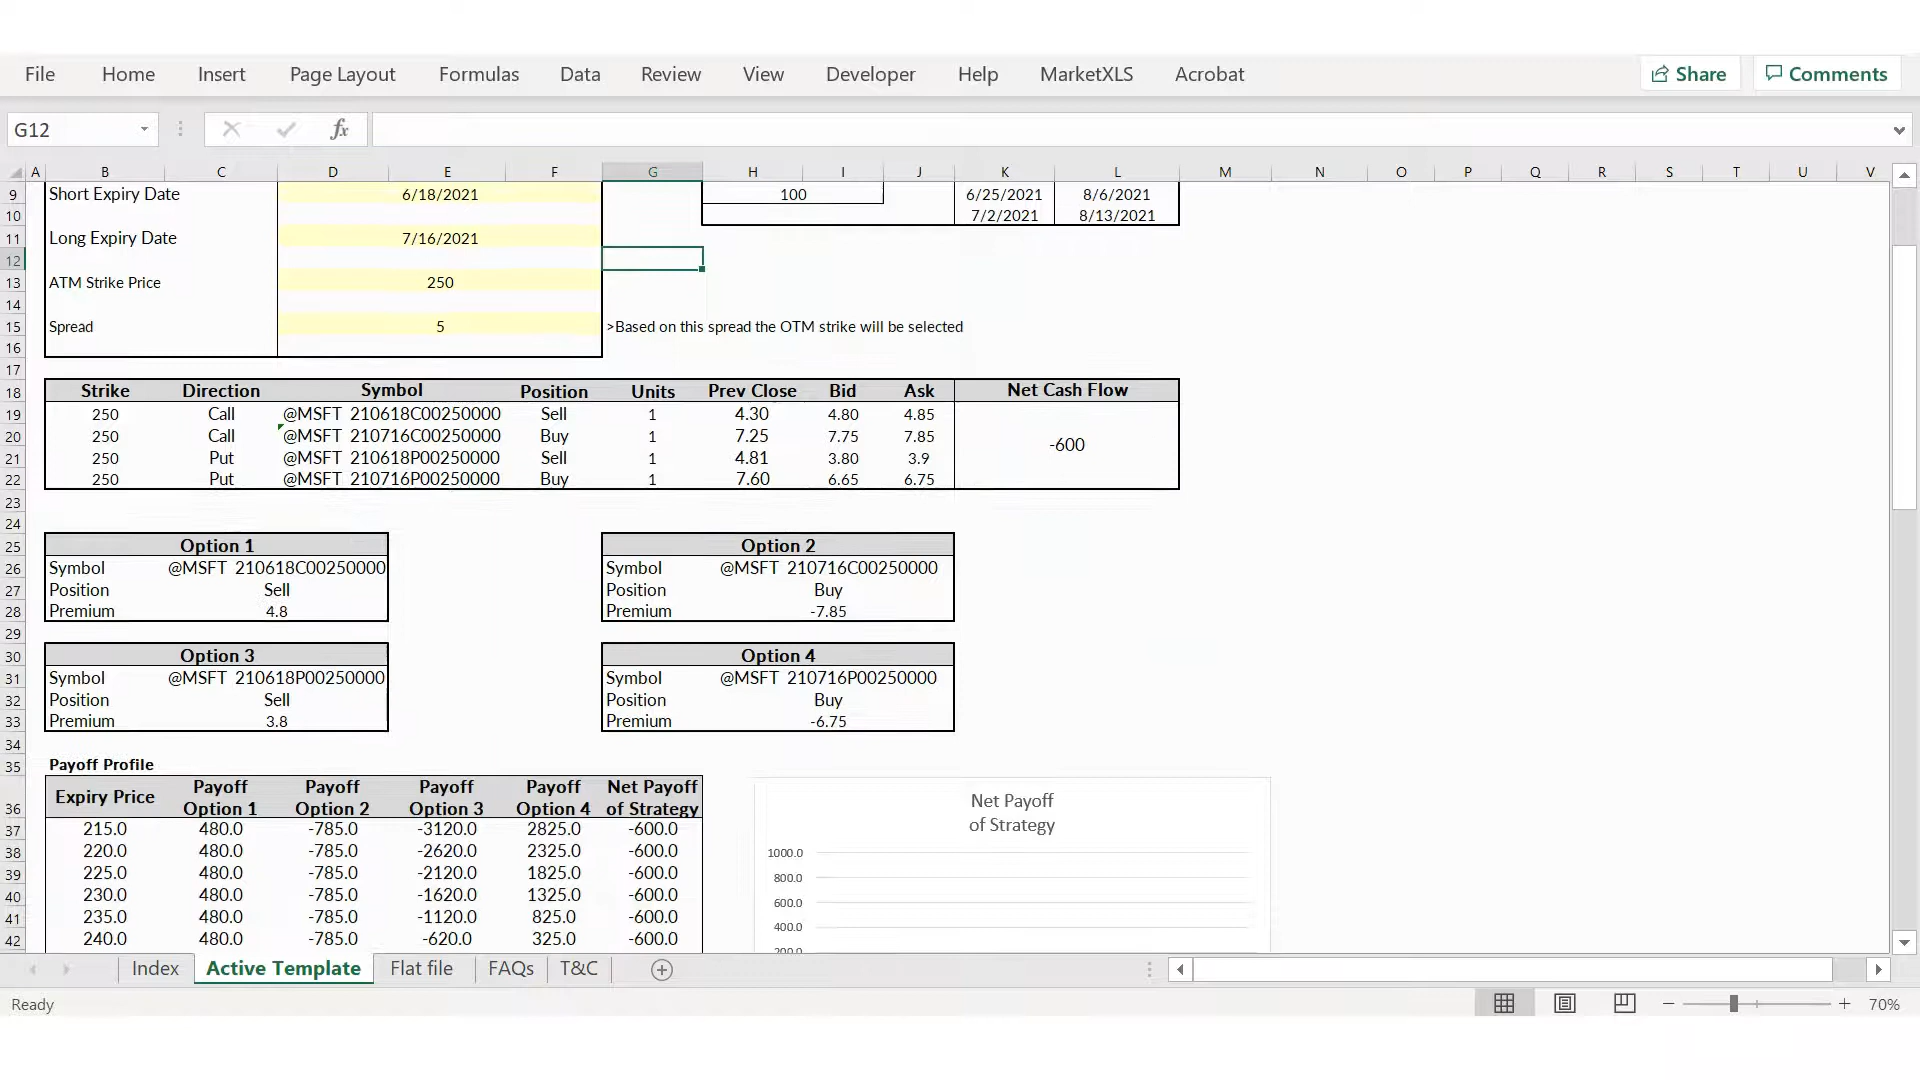 File Home Insert Page Layout Formulas Data Review View Developer Help MarketXLS Acrobat Share Comments
G12 fx
A B C D E F G H I J K L M N O P Q R S T U V
9 Short Expiry Date 6/18/2021 100 6/25/2021 8/6/2021
10 7/2/2021 8/13/2021
11 Long Expiry Date 7/16/2021
12
13 ATM Strike Price 250
14
15 Spread 5 >Based on this spread the OTM strike will be selected
16
17
18 Strike Direction Symbol Position Units Prev Close Bid Ask Net Cash Flow
19 250 Call @MSFT 210618C00250000 Sell 1 4.30 4.80 4.85
20 250 Call @MSFT 210716C00250000 Buy 1 7.25 7.75 7.85
-600
21 250 Put @MSFT 210618P00250000 Sell 1 4.81 3.80 3.9
22 250 Put @MSFT 210716P00250000 Buy 1 7.60 6.65 6.75
23
24
25 Option 1 Option 2
26 Symbol @MSFT 210618C00250000 Symbol @MSFT 210716C00250000
27 Position Sell Position Buy
28 Premium 4.8 Premium -7.85
29
30 Option 3 Option 4
31 Symbol @MSFT 210618P00250000 Symbol @MSFT 210716P00250000
32 Position Sell Position Buy
33 Premium 3.8 Premium -6.75
34
35 Payoff Profile
Expiry Price Payoff Payoff Payoff Payoff Net Payoff
36 Option 1 Option 2 Option 3 Option 4 of Strategy
37 215.0 480.0 -785.0 -3120.0 2825.0 -600.0
38 220.0 480.0 -785.0 -2620.0 2325.0 -600.0
39 225.0 480.0 -785.0 -2120.0 1825.0 -600.0
40 230.0 480.0 -785.0 -1620.0 1325.0 -600.0
41 235.0 480.0 -785.0 -1120.0 825.0 -600.0
42 240.0 480.0 -785.0 -620.0 325.0 -600.0
Net Payoff
of Strategy
1000.0
800.0
600.0
400.0
200.0
Index Active Template Flat file FAQs T&C
Ready 70%